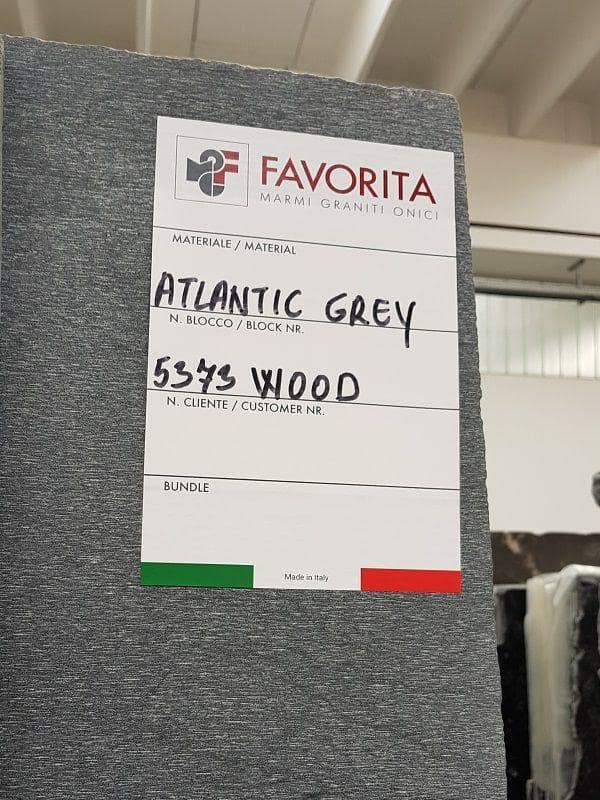 FAVORITA
MARMI GRANITI ONICI
MATERIALE / MATERIAL
ATLANTIC GREY
N. BLOCCO / BLOCK NR.
5373 WOOD
N. CLIENTE / CUSTOMER NR.
BUNDLE
Made in Italy